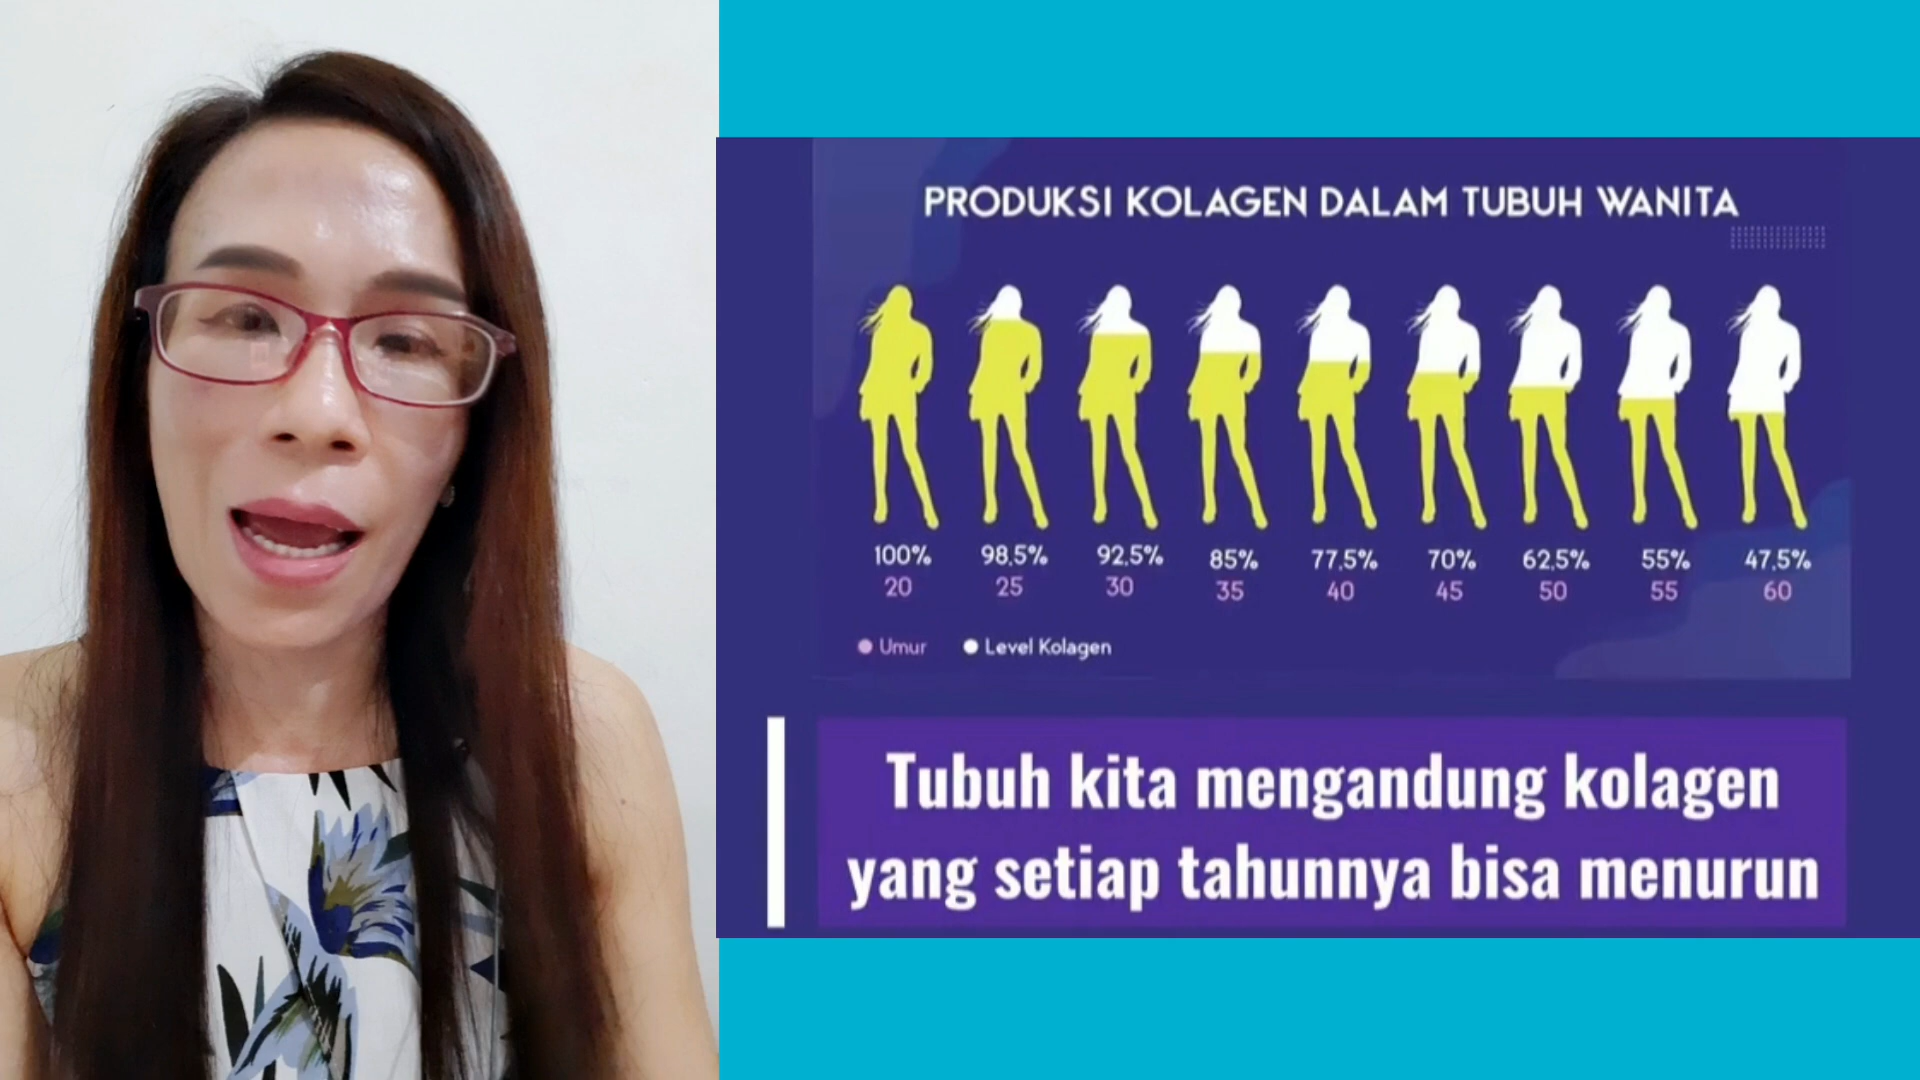 PRODUKSI KOLAGEN DALAM TUBUH WANITA
100% 98,5% 92,5% 85% 77,5% 70% 62,5% 55% 47,5%
20 25 30 35 40 45 50 55 60
Umur Level Kolagen
Tubuh kita mengandung kolagen
yang setiap tahunnya bisa menurun